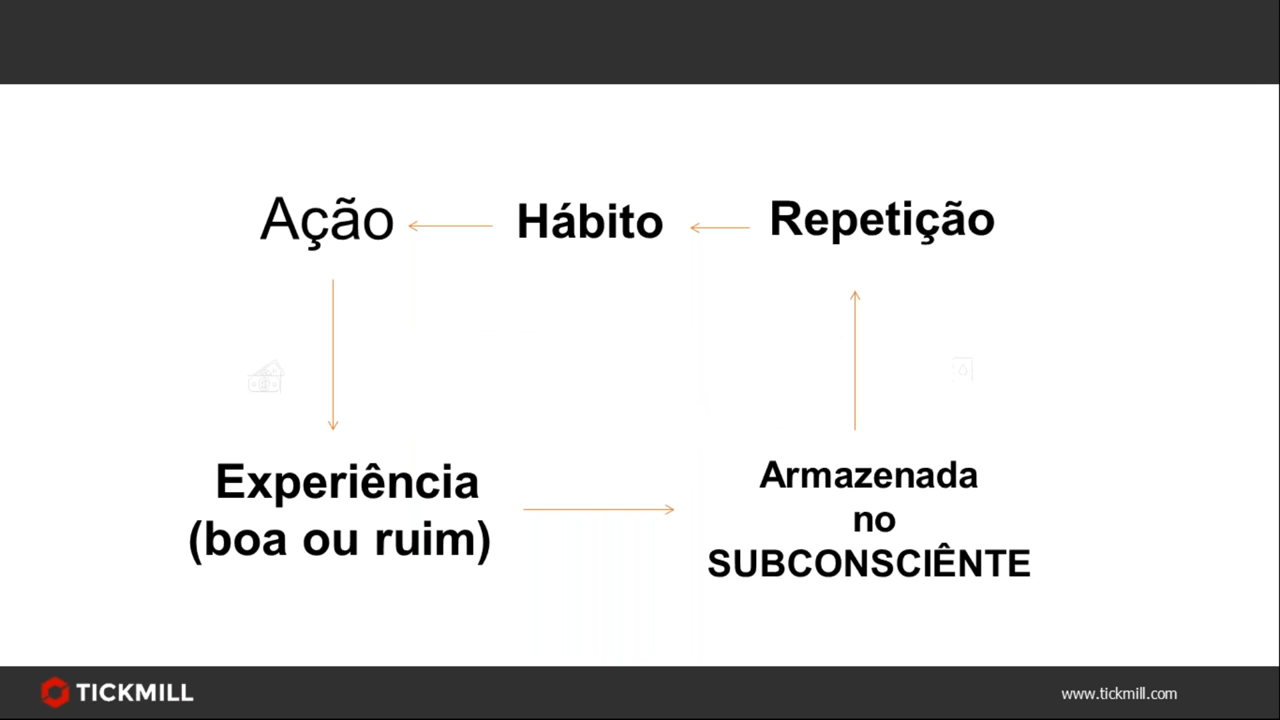 Ação
Hábito
Repetição
Experiência
(boa ou ruim)
Armazenada
no
SUBCONSCIÊNTE
TICKMILL
www.tickmill.com